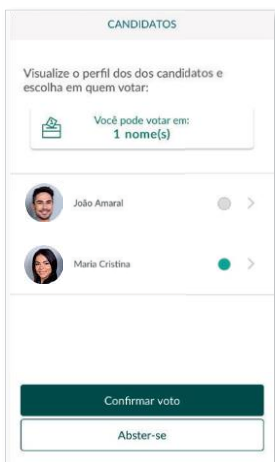 CANDIDATOS
Visualize o perfil dos dos candidatos e
escolha em quem votar:
Você pode votar em:
1 nome(s)
João Amaral
Maria Cristina
Confirmar voto
Abster-se